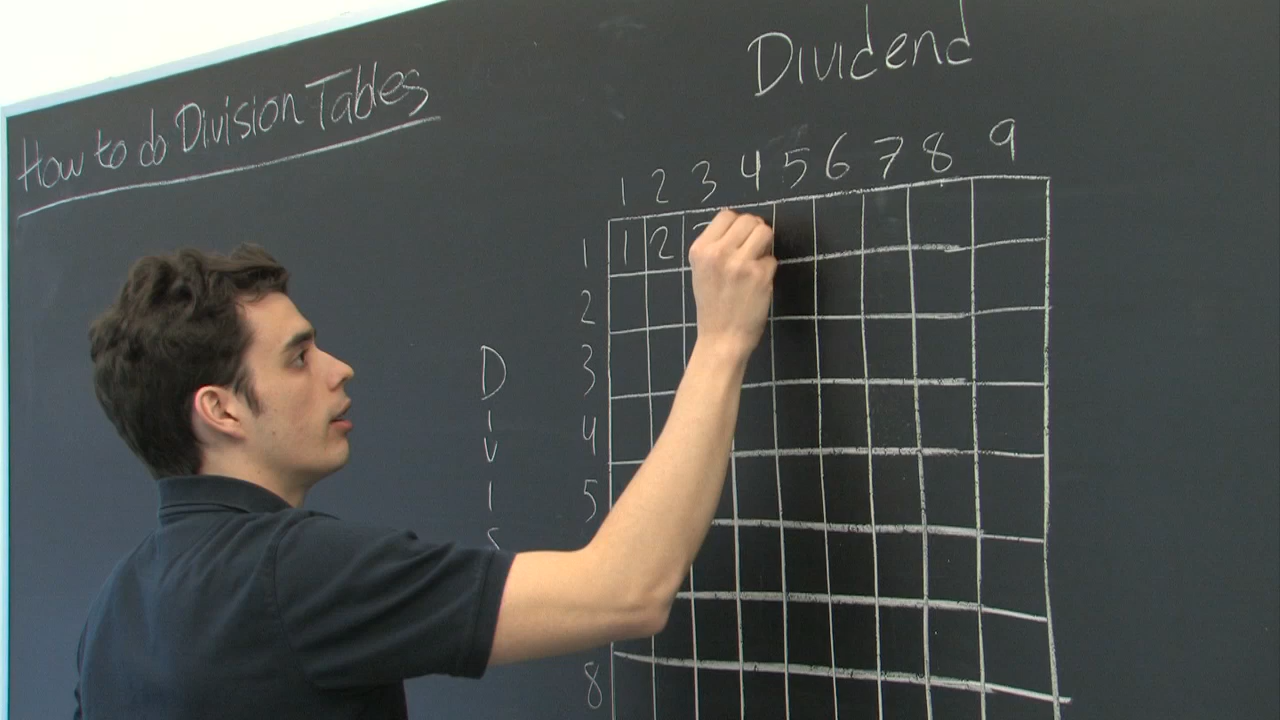 How to do Division Tables
Dividend
1 2 3 4 5 6 7 8 9
1 1 2
2
3
4
5
8
D
I
V
I
S